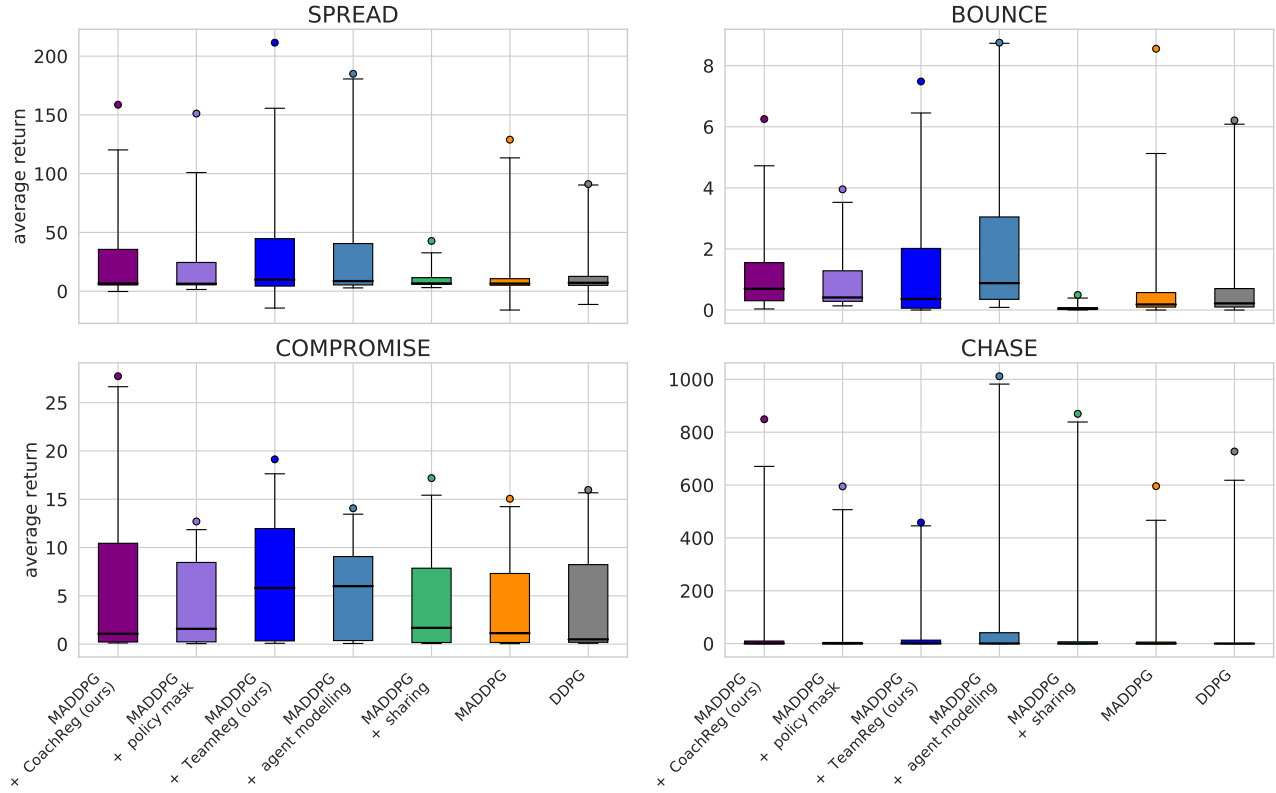 SPREAD
BOUNCE
200
150
100
50
0
average return
8
6
4
2
0
COMPROMISE
CHASE
25
20
15
10
5
0
average return
1000
800
600
400
200
0
MADDPG
+ CoachReg (ours)
MADDPG
+ policy mask
MADDPG
+ TeamReg (ours)
MADDPG
+ agent modelling
MADDPG
+ sharing
MADDPG
DDPG
MADDPG
+ CoachReg (ours)
MADDPG
+ policy mask
MADDPG
+ TeamReg (ours)
MADDPG
+ agent modelling
MADDPG
+ sharing
MADDPG
DDPG